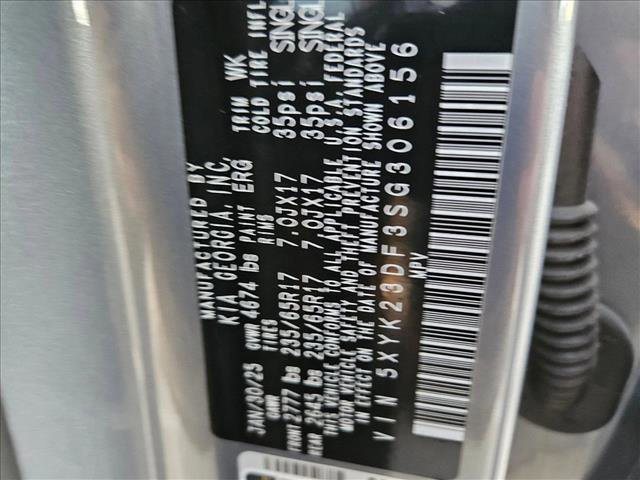 MANUFACTURED BY
KIA GEORGIA, INC.
JAN/30/25 GVWR 4674 lbs PAINT ERG TRIM WK
GAWR TIRES RIMS COLD TIRE INFL
FRONT 2777 lbs 235/65R17 7.0JX17 35psi SINGL
REAR 2645 lbs 235/65R17 7.0JX17 35psi SINGL
THIS VEHICLE CONFORMS TO ALL APPLICABLE U.S.A. FEDERAL
MOTOR VEHICLE SAFETY AND THEFT PREVENTION STANDARDS
IN EFFECT ON THE DATE OF MANUFACTURE SHOWN ABOVE
VIN 5XYK23DF3SG306156
MPV